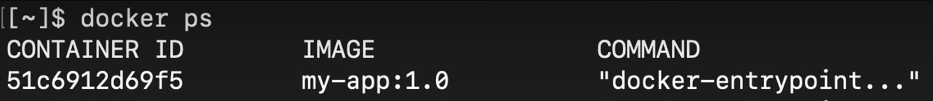 [[~]$ docker ps
CONTAINER ID IMAGE COMMAND
51c6912d69f5 my-app:1.0 "docker-entrypoint..."